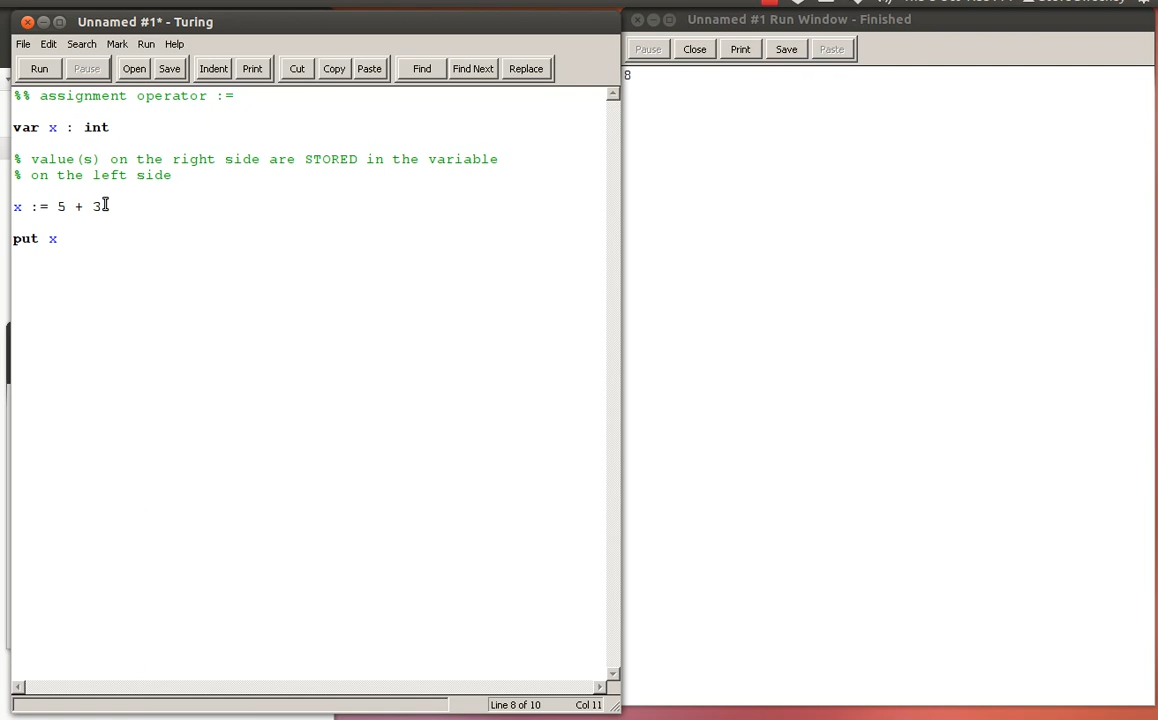 Unnamed #1* - Turing
File Edit Search Mark Run Help
Run Pause Open Save Indent Print Cut Copy Paste Find Find Next Replace
%% assignment operator :=
var x : int
% value(s) on the right side are STORED in the variable
% on the left side
x := 5 + 3
put x
Line 8 of 10 Col 11
Unnamed #1 Run Window - Finished
Pause Close Print Save Paste
8